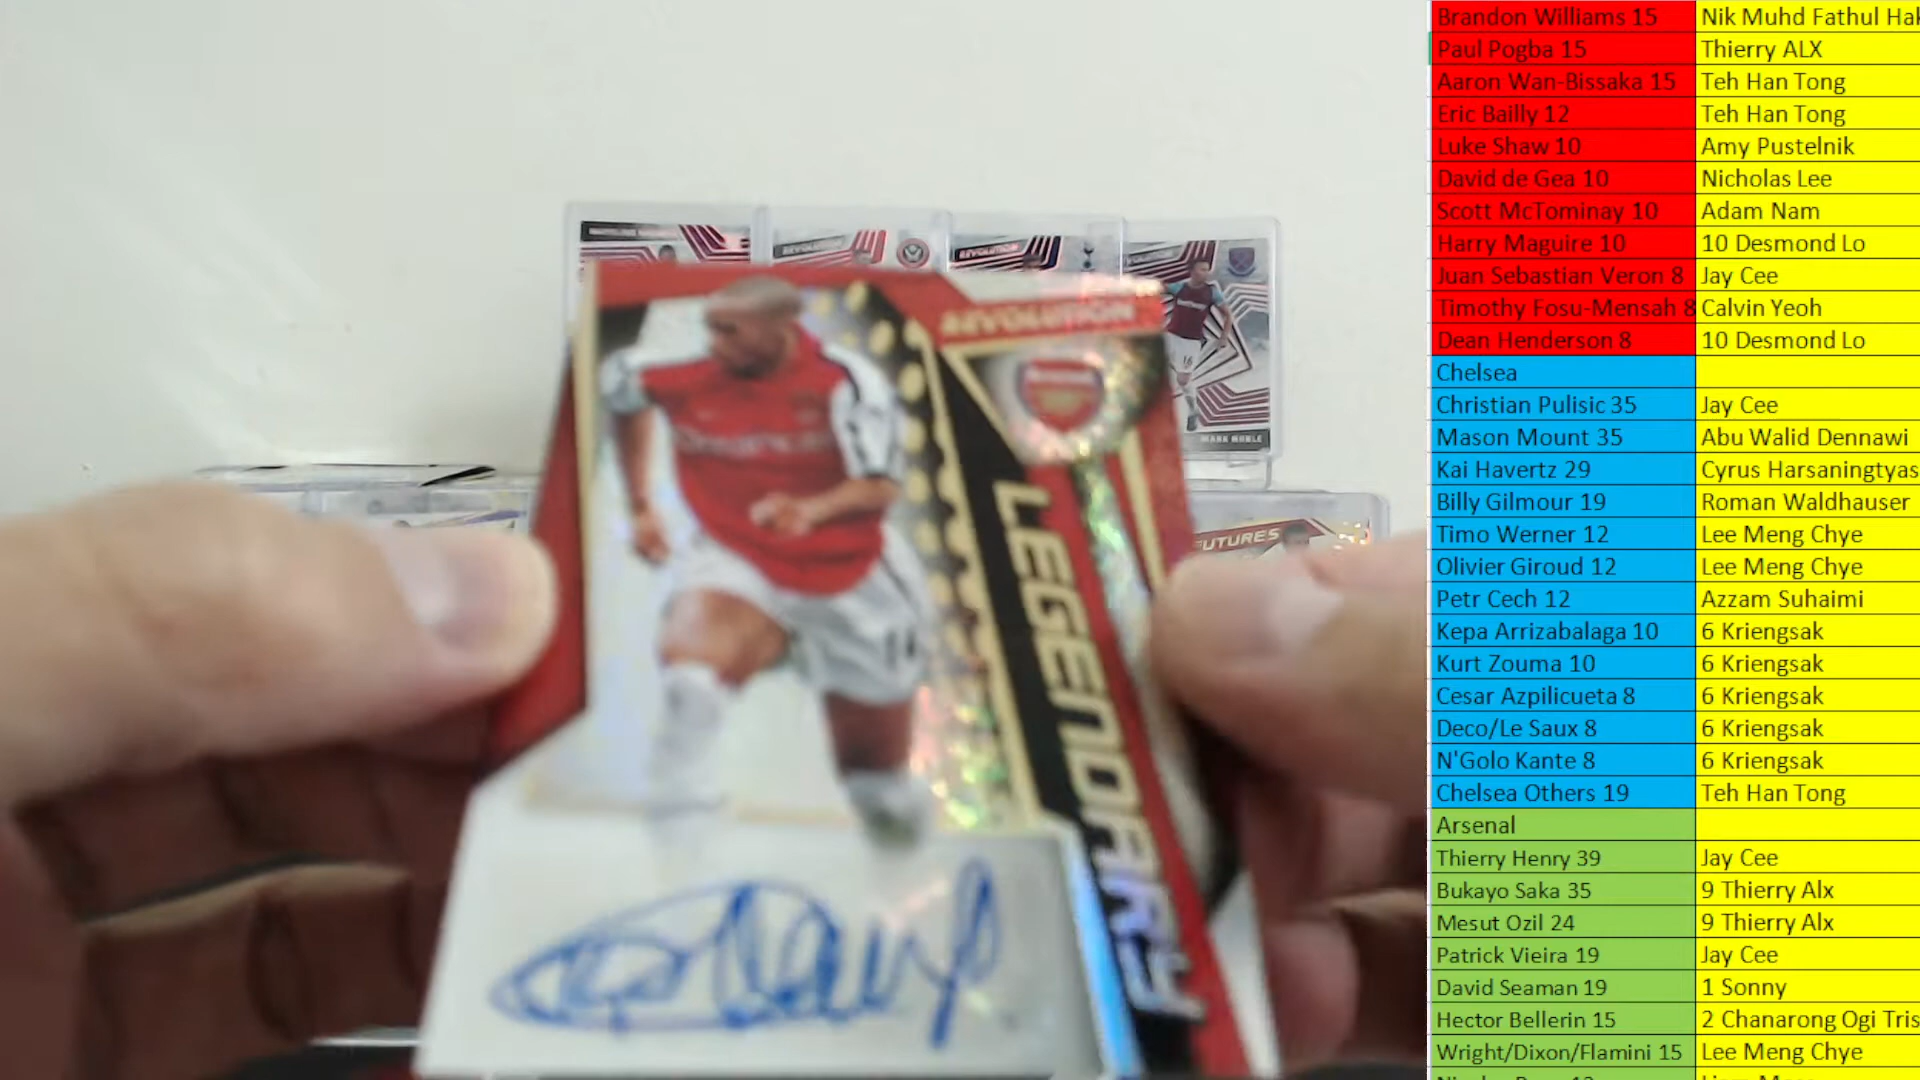 REVOLUTION
REVOLUTION
MARK NOBLE
REVOLUTION
Arsenal
LEGENDARY
FUTURES
14
16
Brandon Williams 15 Nik Muhd Fathul
Paul Pogba 15 Thierry ALX
Aaron Wan-Bissaka 15 Teh Han Tong
Eric Bailly 12 Teh Han Tong
Luke Shaw 10 Amy Pustelnik
David de Gea 10 Nicholas Lee
Scott McTominay 10 Adam Nam
Harry Maguire 10 10 Desmond Lo
Juan Sebastian Veron 8 Jay Cee
Timothy Fosu-Mensah 8 Calvin Yeoh
Dean Henderson 8 10 Desmond Lo
Chelsea
Christian Pulisic 35 Jay Cee
Mason Mount 35 Abu Walid Dennawi
Kai Havertz 29 Cyrus Harsaningtyas
Billy Gilmour 19 Roman Waldhauser
Timo Werner 12 Lee Meng Chye
Olivier Giroud 12 Lee Meng Chye
Petr Cech 12 Azzam Suhaimi
Kepa Arrizabalaga 10 6 Kriengsak
Kurt Zouma 10 6 Kriengsak
Cesar Azpilicueta 8 6 Kriengsak
Deco/Le Saux 8 6 Kriengsak
N'Golo Kante 8 6 Kriengsak
Chelsea Others 19 Teh Han Tong
Arsenal
Thierry Henry 39 Jay Cee
Bukayo Saka 35 9 Thierry Alx
Mesut Ozil 24 9 Thierry Alx
Patrick Vieira 19 Jay Cee
David Seaman 19 1 Sonny
Hector Bellerin 15 2 Chanarong Ogi Tris
Wright/Dixon/Flamini 15 Lee Meng Chye